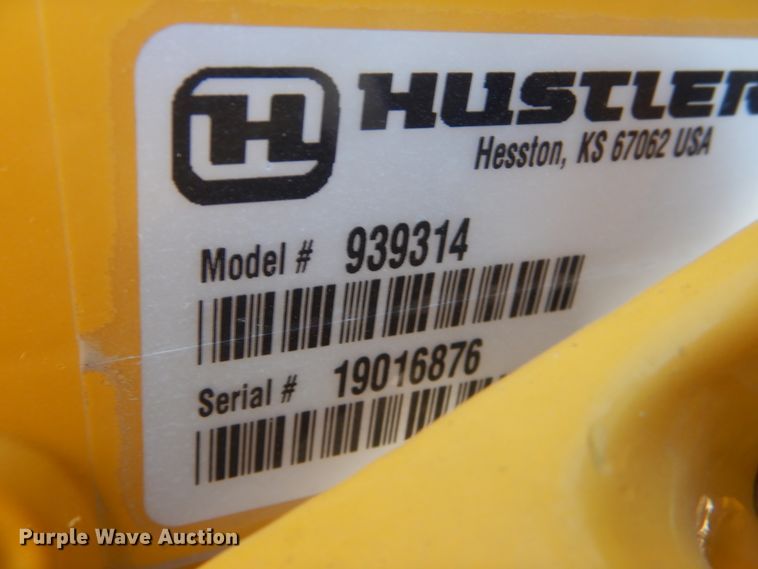 H HUSTLER
Hesston, KS 67062 USA
Model # 939314
Serial # 19016876
Purple Wave Auction